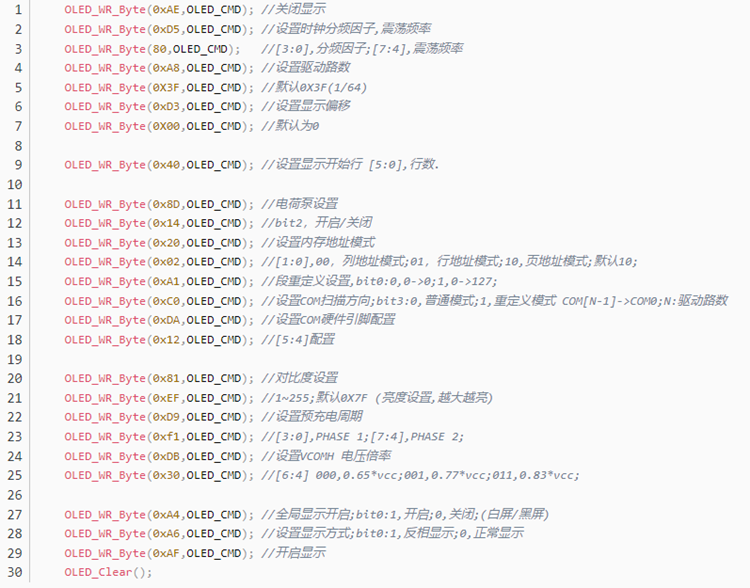 1 OLED_WR_Byte(0xAE,OLED_CMD); //关闭显示
2 OLED_WR_Byte(0xD5,OLED_CMD); //设置时钟分频因子,震荡频率
3 OLED_WR_Byte(80,OLED_CMD); //[3:0],分频因子;[7:4],震荡频率
4 OLED_WR_Byte(0xA8,OLED_CMD); //设置驱动路数
5 OLED_WR_Byte(0X3F,OLED_CMD); //默认0X3F(1/64)
6 OLED_WR_Byte(0xD3,OLED_CMD); //设置显示偏移
7 OLED_WR_Byte(0X00,OLED_CMD); //默认为0
8
9 OLED_WR_Byte(0x40,OLED_CMD); //设置显示开始行 [5:0],行数.
10
11 OLED_WR_Byte(0x8D,OLED_CMD); //电荷泵设置
12 OLED_WR_Byte(0x14,OLED_CMD); //bit2，开启/关闭
13 OLED_WR_Byte(0x20,OLED_CMD); //设置内存地址模式
14 OLED_WR_Byte(0x02,OLED_CMD); //[1:0],00，列地址模式;01，行地址模式;10,页地址模式;默认10;
15 OLED_WR_Byte(0xA1,OLED_CMD); //段重定义设置,bit0:0,0->0;1,0->127;
16 OLED_WR_Byte(0xC0,OLED_CMD); //设置COM扫描方向;bit3:0,普通模式;1,重定义模式 COM[N-1]->COM0;N:驱动路数
17 OLED_WR_Byte(0xDA,OLED_CMD); //设置COM硬件引脚配置
18 OLED_WR_Byte(0x12,OLED_CMD); //[5:4]配置
19
20 OLED_WR_Byte(0x81,OLED_CMD); //对比度设置
21 OLED_WR_Byte(0xEF,OLED_CMD); //1~255;默认0X7F (亮度设置,越大越亮)
22 OLED_WR_Byte(0xD9,OLED_CMD); //设置预充电周期
23 OLED_WR_Byte(0xf1,OLED_CMD); //[3:0],PHASE 1;[7:4],PHASE 2;
24 OLED_WR_Byte(0xDB,OLED_CMD); //设置VCOMH 电压倍率
25 OLED_WR_Byte(0x30,OLED_CMD); //[6:4] 000,0.65*vcc;001,0.77*vcc;011,0.83*vcc;
26
27 OLED_WR_Byte(0xA4,OLED_CMD); //全局显示开启;bit0:1,开启;0,关闭;(白屏/黑屏)
28 OLED_WR_Byte(0xA6,OLED_CMD); //设置显示方式;bit0:1,反相显示;0,正常显示
29 OLED_WR_Byte(0xAF,OLED_CMD); //开启显示
30 OLED_Clear();